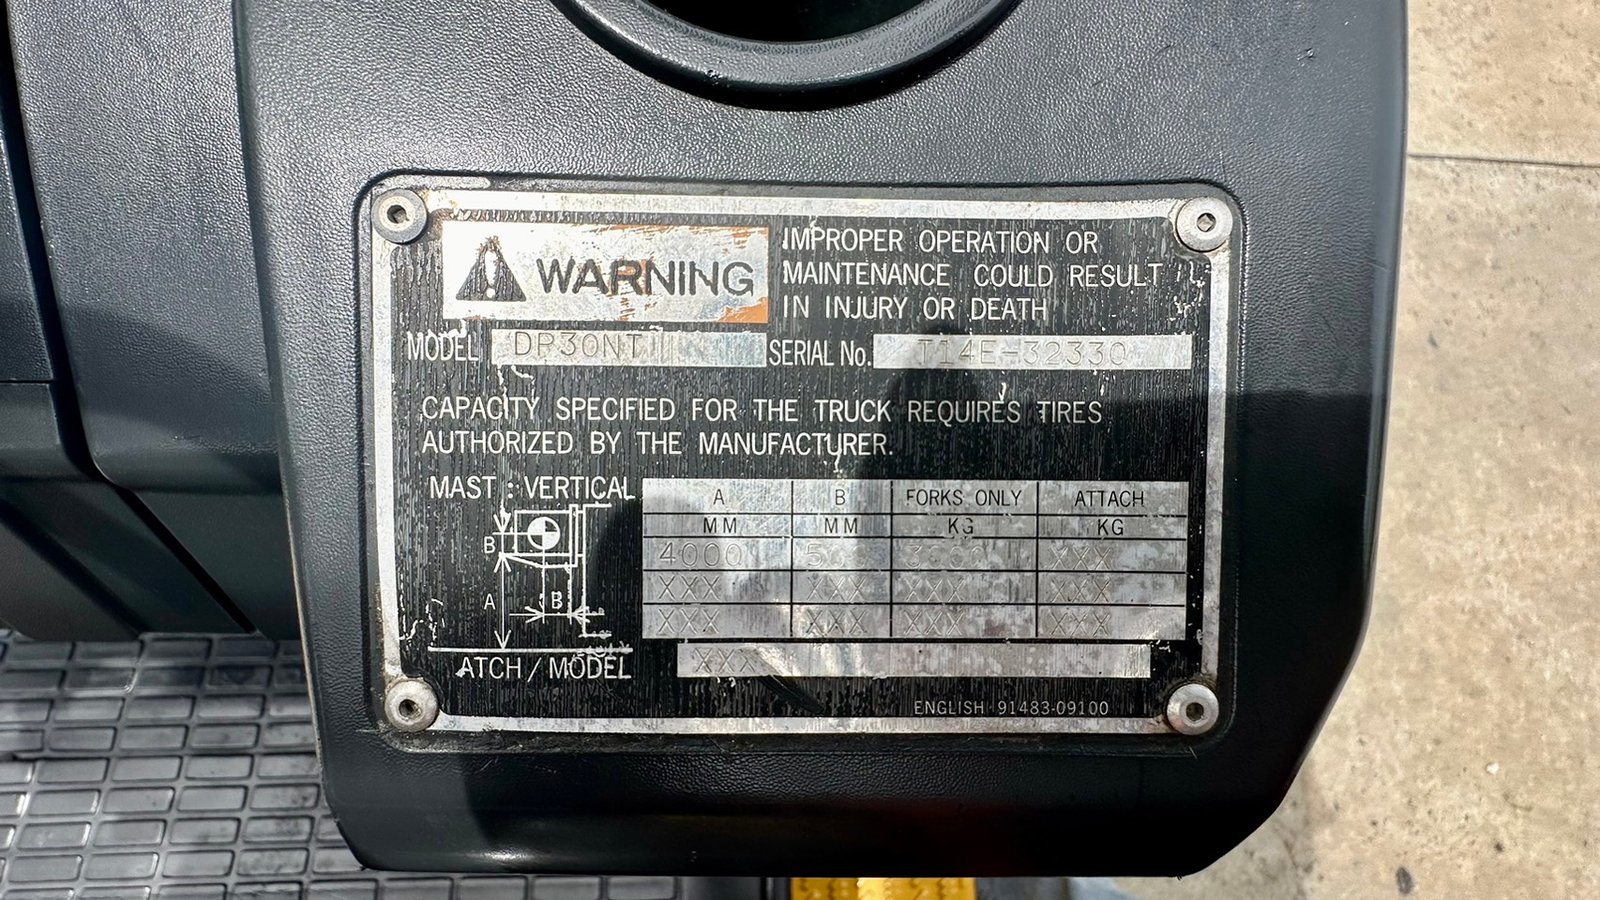 WARNING
IMPROPER OPERATION OR
MAINTENANCE COULD RESULT
IN INJURY OR DEATH
MODEL DP30NT SERIAL No. T14E-32330
CAPACITY SPECIFIED FOR THE TRUCK REQUIRES TIRES
AUTHORIZED BY THE MANUFACTURER.
MAST : VERTICAL
B
A
B
A B FORKS ONLY ATTACH
MM MM KG KG
4000 XXX
XXX XXX XXX XXX
XXX XXX XXX XXX
ATCH / MODEL XXX
ENGLISH 91483-09100